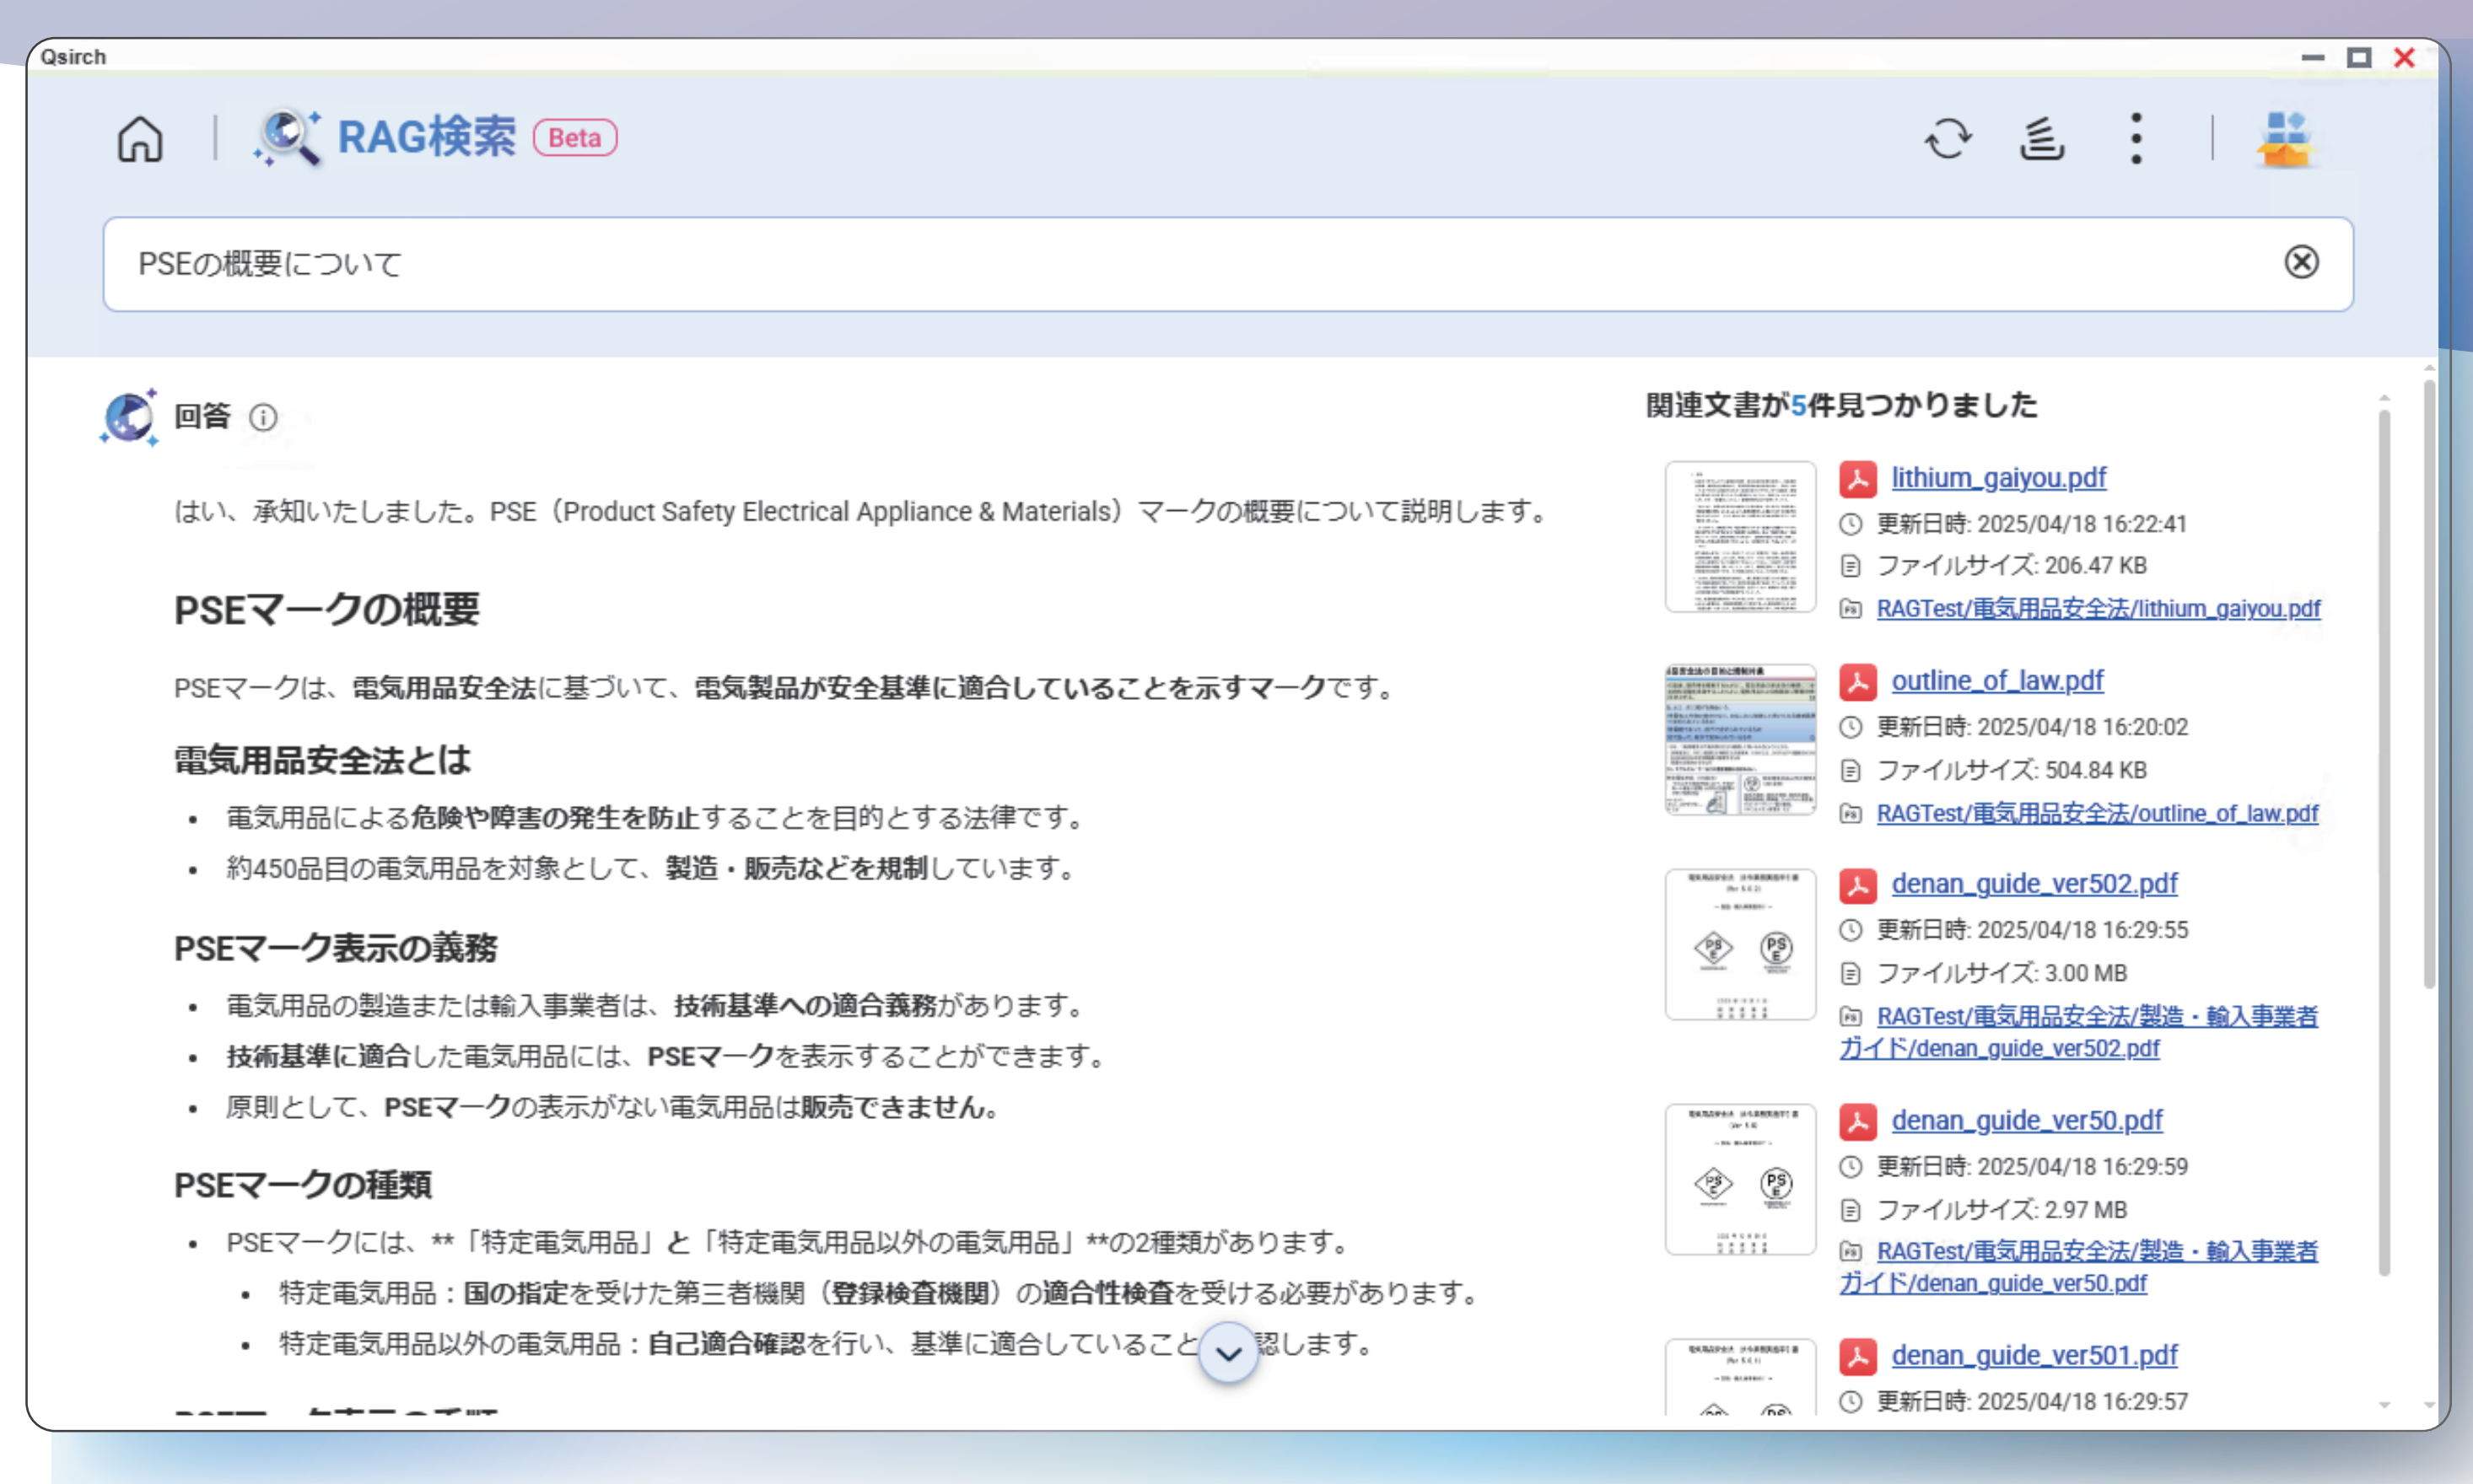 Qsirch
RAG検索 Beta
PSEの概要について
回答
はい、承知いたしました。PSE（Product Safety Electrical Appliance & Materials）マークの概要について説明します。
PSEマークの概要
PSEマークは、電気用品安全法に基づいて、電気製品が安全基準に適合していることを示すマークです。
電気用品安全法とは
• 電気用品による危険や障害の発生を防止することを目的とする法律です。
• 約450品目の電気用品を対象として、製造・販売などを規制しています。
PSEマーク表示の義務
• 電気用品の製造または輸入事業者は、技術基準への適合義務があります。
• 技術基準に適合した電気用品には、PSEマークを表示することができます。
• 原則として、PSEマークの表示がない電気用品は販売できません。
PSEマークの種類
• PSEマークには、**「特定電気用品」と「特定電気用品以外の電気用品」**の2種類があります。
• 特定電気用品：国の指定を受けた第三者機関（登録検査機関）の適合性検査を受ける必要があります。
• 特定電気用品以外の電気用品：自己適合確認を行い、基準に適合していること 認します。
関連文書が5件見つかりました
lithium_gaiyou.pdf
更新日時: 2025/04/18 16:22:41
ファイルサイズ: 206.47 KB
RAGTest/電気用品安全法/lithium_gaiyou.pdf
outline_of_law.pdf
更新日時: 2025/04/18 16:20:02
ファイルサイズ: 504.84 KB
RAGTest/電気用品安全法/outline_of_law.pdf
denan_guide_ver502.pdf
更新日時: 2025/04/18 16:29:55
ファイルサイズ: 3.00 MB
RAGTest/電気用品安全法/製造・輸入事業者
ガイド/denan_guide_ver502.pdf
denan_guide_ver50.pdf
更新日時: 2025/04/18 16:29:59
ファイルサイズ: 2.97 MB
RAGTest/電気用品安全法/製造・輸入事業者
ガイド/denan_guide_ver50.pdf
denan_guide_ver501.pdf
更新日時: 2025/04/18 16:29:57